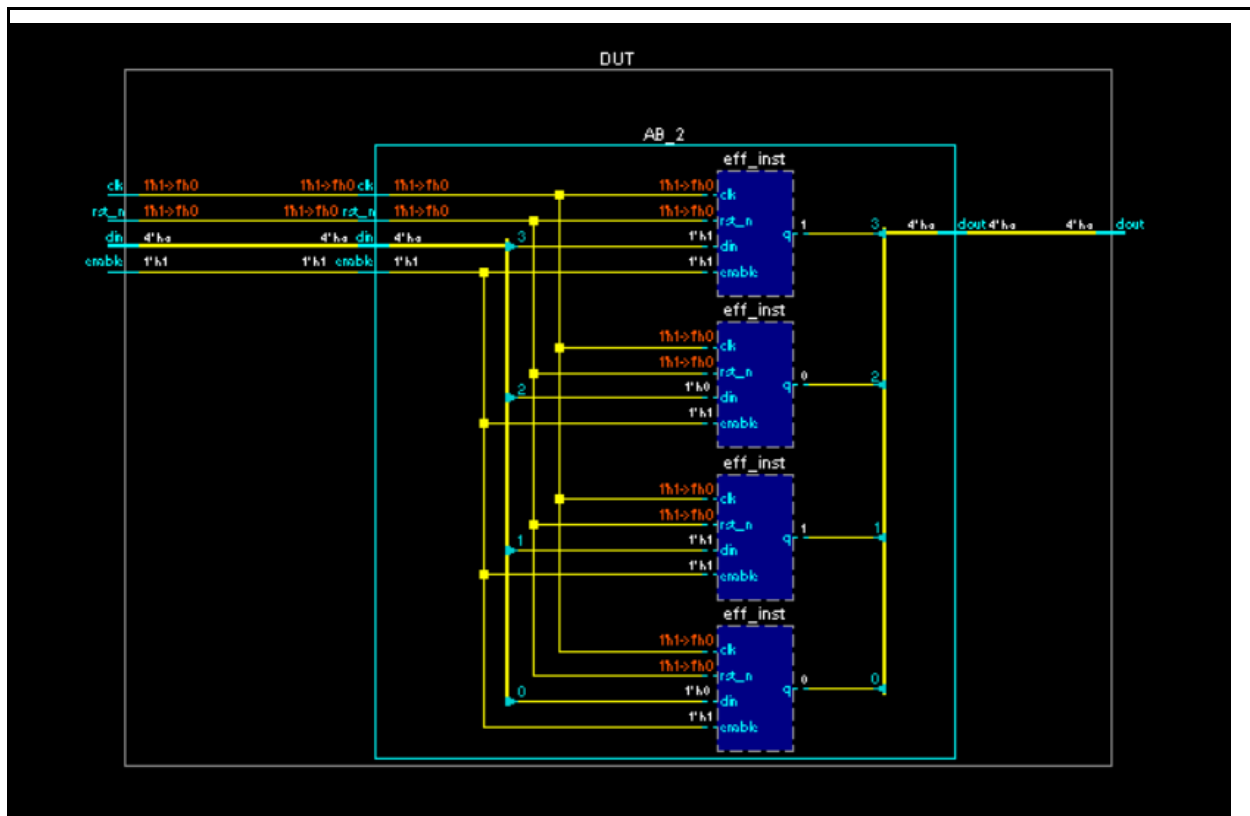 DUT
AB_2
eff_inst
clk 1'h1->1'h0 1'h1->1'h0 clk 1'h1->1'h0 1'h1->1'h0 clk
rst_n 1'h1->1'h0 1'h1->1'h0 rst_n 1'h1->1'h0 1'h1->1'h0 rst_n
din 4'ha 4'ha din 4'ha 3 1'h1 din q 1 3 4'ha dout 4'ha 4'ha dout
enable 1'h1 1'h1 enable 1'h1 1'h1 enable
eff_inst
1'h1->1'h0 clk
1'h1->1'h0 rst_n
2 1'h0 din q 0 2
1'h1 enable
eff_inst
1'h1->1'h0 clk
1'h1->1'h0 rst_n
1 1'h1 din q 1 1
1'h1 enable
eff_inst
1'h1->1'h0 clk
1'h1->1'h0 rst_n
0 1'h0 din q 0 0
1'h1 enable